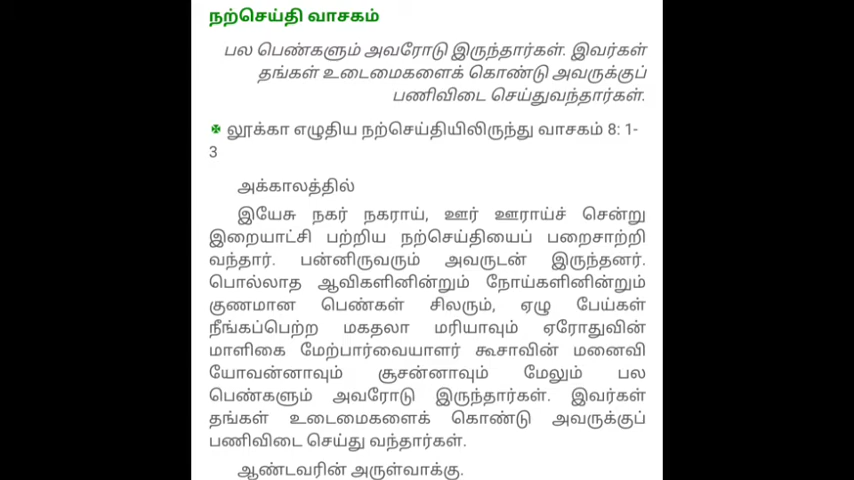 நற்செய்தி வாசகம்
பல பெண்களும் அவரோடு இருந்தார்கள். இவர்கள்
தங்கள் உடைமைகளைக் கொண்டு அவருக்குப்
பணிவிடை செய்துவந்தார்கள்.
✠ லூக்கா எழுதிய நற்செய்தியிலிருந்து வாசகம் 8: 1-
3
அக்காலத்தில்
இயேசு நகர் நகராய், ஊர் ஊராய்ச் சென்று
இறையாட்சி பற்றிய நற்செய்தியைப் பறைசாற்றி
வந்தார். பன்னிருவரும் அவருடன் இருந்தனர்.
பொல்லாத ஆவிகளினின்றும் நோய்களினின்றும்
குணமான பெண்கள் சிலரும், ஏழு பேய்கள்
நீங்கப்பெற்ற மகதலா மரியாவும் ஏரோதுவின்
மாளிகை மேற்பார்வையாளர் கூசாவின் மனைவி
யோவன்னாவும் சூசன்னாவும் மேலும் பல
பெண்களும் அவரோடு இருந்தார்கள். இவர்கள்
தங்கள் உடைமைகளைக் கொண்டு அவருக்குப்
பணிவிடை செய்து வந்தார்கள்.
ஆண்டவரின் அருள்வாக்கு.